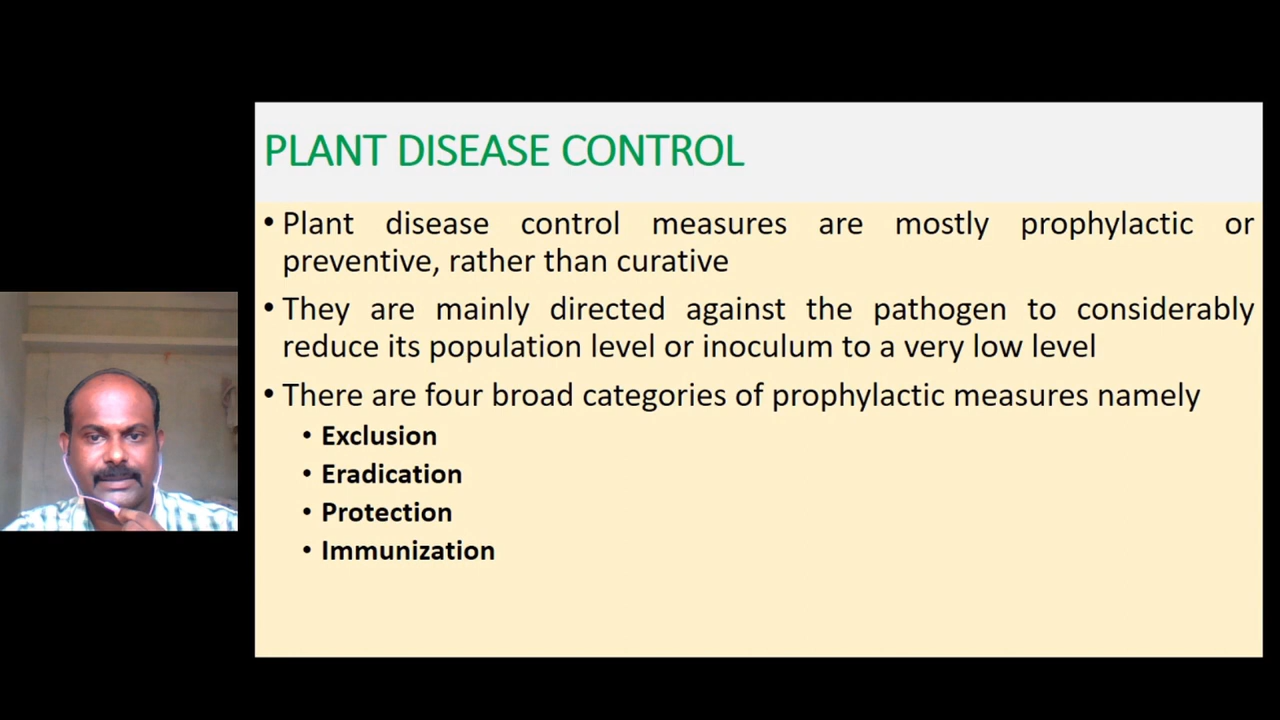 PLANT DISEASE CONTROL
• Plant disease control measures are mostly prophylactic or
preventive, rather than curative
• They are mainly directed against the pathogen to considerably
reduce its population level or inoculum to a very low level
• There are four broad categories of prophylactic measures namely
• Exclusion
• Eradication
• Protection
• Immunization